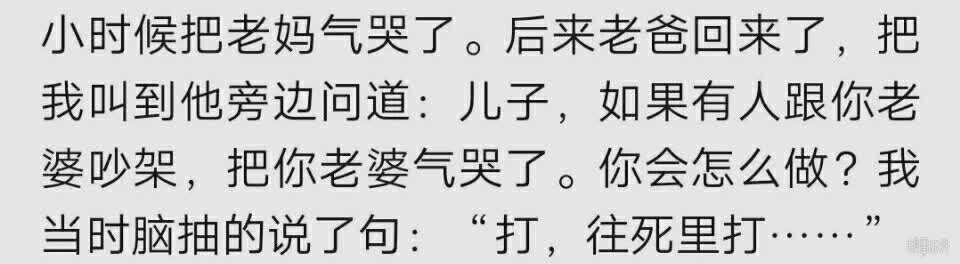 小时候把老妈气哭了。后来老爸回来了，把
我叫到他旁边问道：儿子，如果有人跟你老
婆吵架，把你老婆气哭了。你会怎么做？我
当时脑抽的说了句：“打，往死里打……”